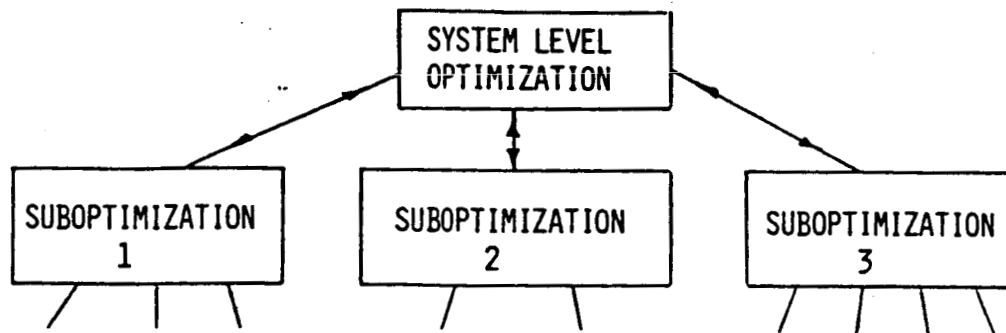 SYSTEM LEVEL
OPTIMIZATION
SUBOPTIMIZATION
1
SUBOPTIMIZATION
2
SUBOPTIMIZATION
3